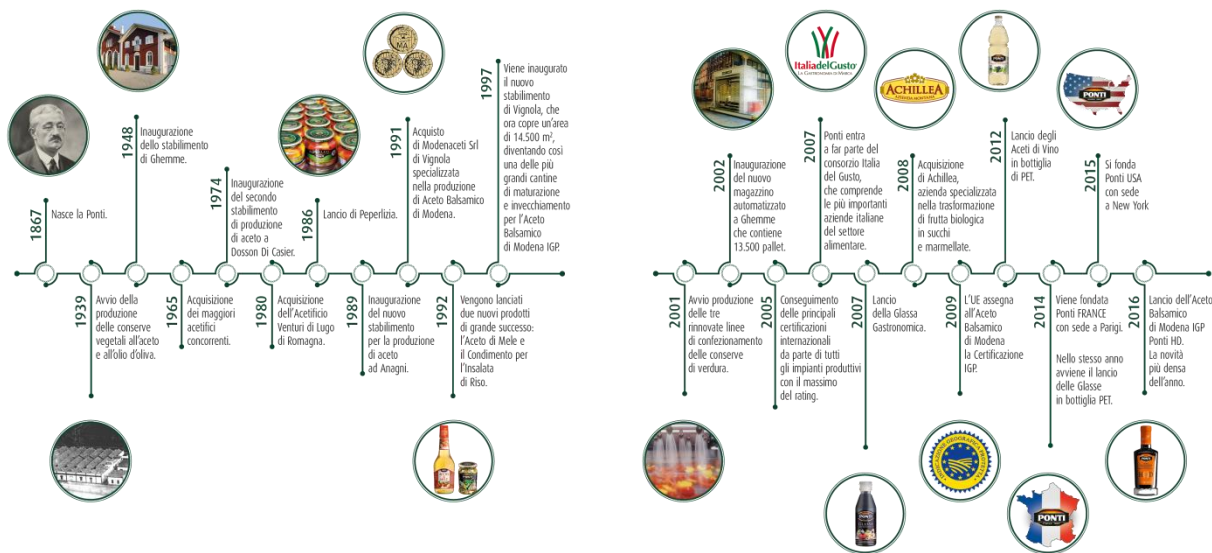 1867
Nasce la Ponti.
1939
Avvio della
produzione
delle conserve
vegetali all'aceto
e all'olio d'oliva.
1948
Inaugurazione
dello stabilimento
di Ghemme.
1965
Acquisizione
dei maggiori
acetifici
concorrenti.
1974
Inaugurazione
del secondo
stabilimento
di produzione
di aceto a
Dosson Di Casier.
1980
Acquisizione
dell'Acetificio
Venturi di Lugo
di Romagna.
1986
Lancio di Peperlizia.
1989
Inaugurazione
del nuovo
stabilimento
per la produzione
di aceto
ad Anagni.
MA
1991
Acquisto
di Modenaceti Srl
di Vignola
specializzata
nella produzione
di Aceto Balsamico
di Modena.
1992
Vengono lanciati
due nuovi prodotti
di grande successo:
l'Aceto di Mele e
il Condimento per
l'Insalata
di Riso.
1997
Viene inaugurato
il nuovo
stabilimento
di Vignola, che
ora copre un'area
di 14.500 m²,
diventando così
una delle più
grandi cantine
di maturazione
e invecchiamento
per l'Aceto
Balsamico
di Modena IGP.
2001
Avvio produzione
delle tre
rinnovate linee
di confezionamento
delle conserve
di verdura.
2002
Inaugurazione
del nuovo
magazzino
automatizzato
a Ghemme
che contiene
13.500 pallet.
2005
Conseguimento
delle principali
certificazioni
internazionali
da parte di tutti
gli impianti produttivi
con il massimo
del rating.
ItaliadelGusto
LA GASTRONOMIA DI MARCA
2007
Ponti entra
a far parte del
consorzio Italia
del Gusto,
che comprende
le più importanti
aziende italiane
del settore
alimentare.
2007
Lancio
della Glassa
Gastronomica.
PONTI
ACHILLEA
2008
Acquisizione
di Achillea,
azienda specializzata
nella trasformazione
di frutta biologica
in succhi
e marmellate.
2009
L'UE assegna
all'Aceto
Balsamico
di Modena
la Certificazione
IGP.
INDICAZIONE GEOGRAFICA PROTETTA
2012
Lancio degli
Aceti di Vino
in bottiglia
di PET.
2014
Viene fondata
Ponti FRANCE
con sede a Parigi.
Nello stesso anno
avviene il lancio
delle Glasse
in bottiglia PET.
PONTI
PONTI
2015
Si fonda
Ponti USA
con sede
a New York
2016
Lancio dell'Aceto
Balsamico
di Modena IGP
Ponti HD.
La novità
più densa
dell'anno.